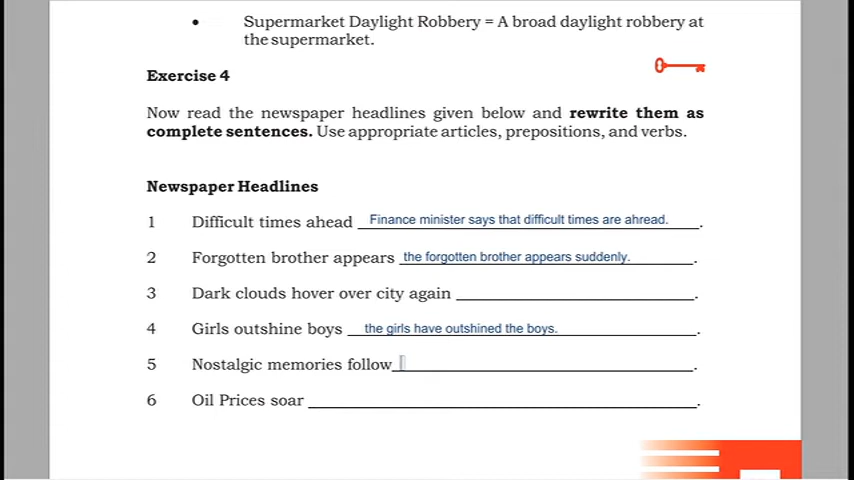 • Supermarket Daylight Robbery = A broad daylight robbery at
the supermarket.
Exercise 4
Now read the newspaper headlines given below and rewrite them as
complete sentences. Use appropriate articles, prepositions, and verbs.
Newspaper Headlines
1 Difficult times ahead Finance minister says that difficult times are ahread. .
2 Forgotten brother appears the forgotten brother appears suddenly. .
3 Dark clouds hover over city again .
4 Girls outshine boys the girls have outshined the boys. .
5 Nostalgic memories follow .
6 Oil Prices soar .